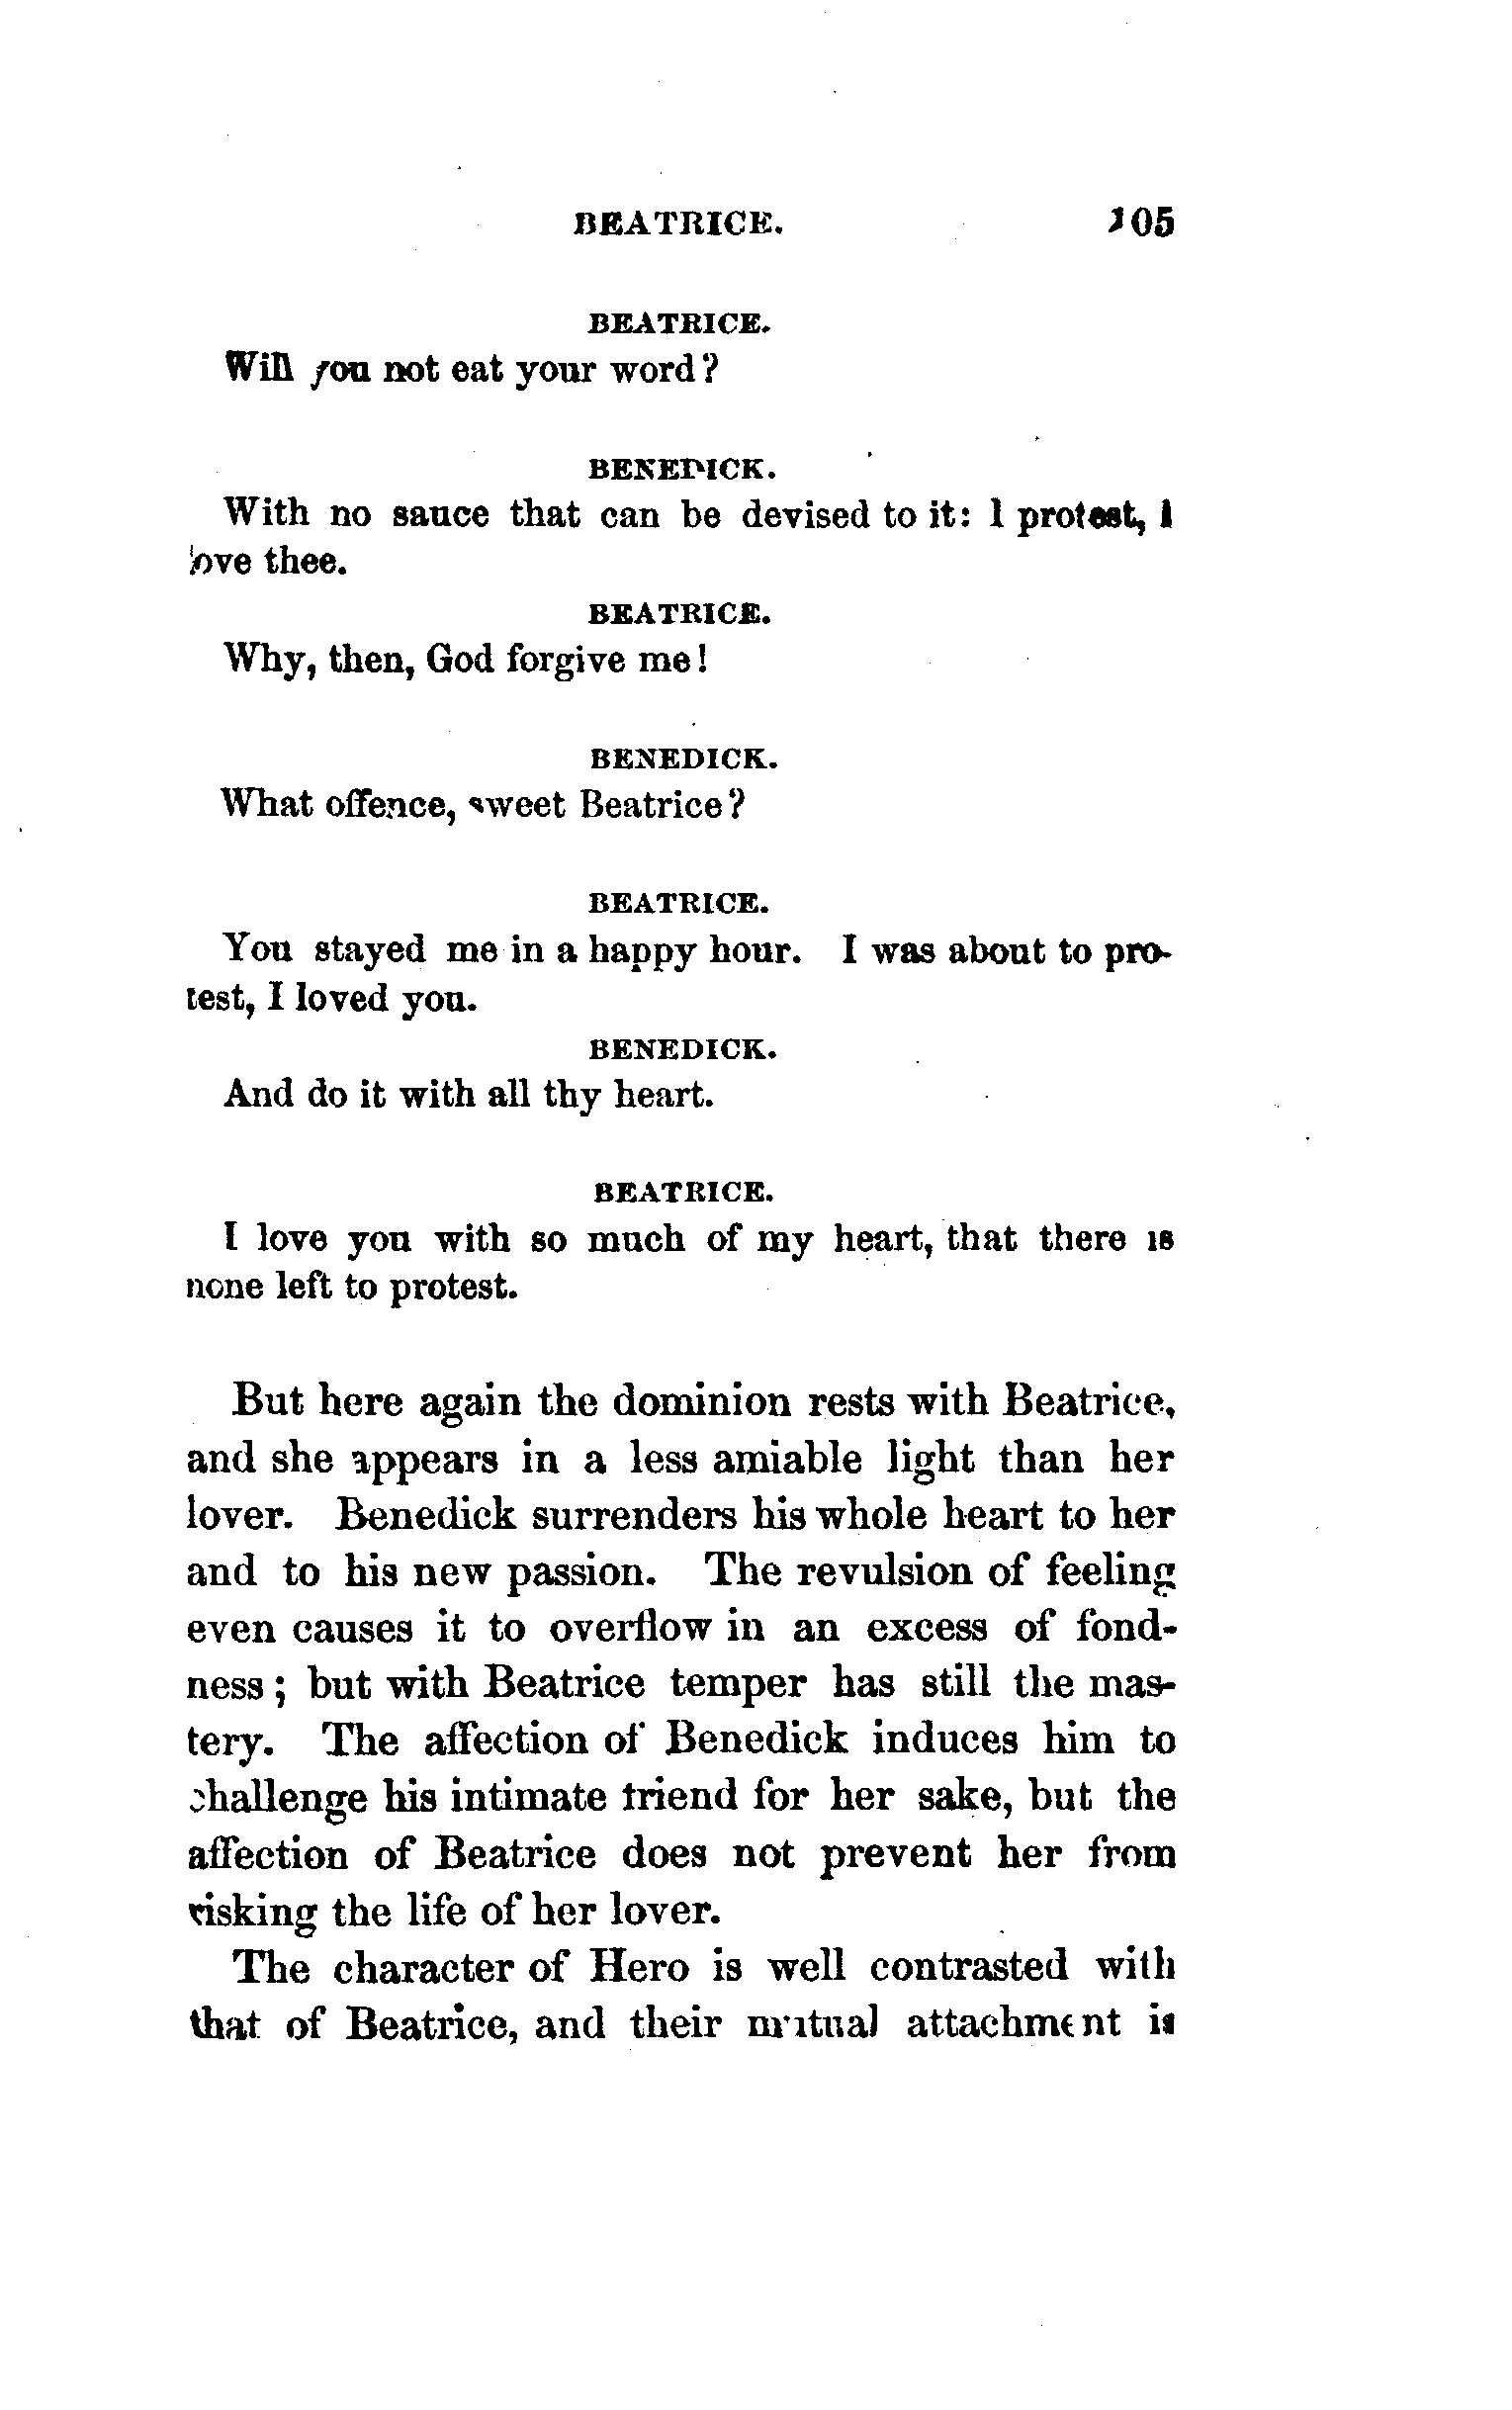 BEATRICE. 105
BEATRICE.
Will you not eat your word?
BENEDICK.
With no sauce that can be devised to it: I protest, I
love thee.
BEATRICE.
Why, then, God forgive me!
BENEDICK.
What offence, sweet Beatrice?
BEATRICE.
You stayed me in a happy hour. I was about to pro-
test, I loved you.
BENEDICK.
And do it with all thy heart.
BEATRICE.
I love you with so much of my heart, that there is
none left to protest.
But here again the dominion rests with Beatrice,
and she appears in a less amiable light than her
lover. Benedick surrenders his whole heart to her
and to his new passion. The revulsion of feeling
even causes it to overflow in an excess of fond-
ness; but with Beatrice temper has still the mas-
tery. The affection of Benedick induces him to
challenge his intimate friend for her sake, but the
affection of Beatrice does not prevent her from
risking the life of her lover.
The character of Hero is well contrasted with
that of Beatrice, and their mutual attachment is